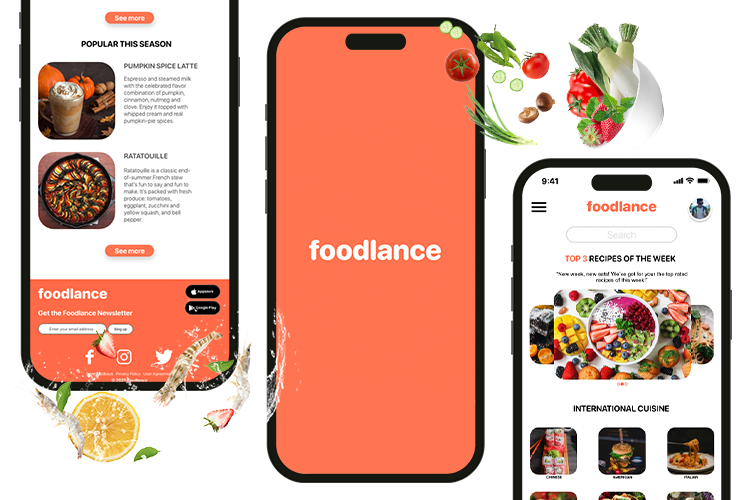 See more
POPULAR THIS SEASON
PUMPKIN SPICE LATTE
Espresso and steamed milk
with the celebrated flavor
combination of pumpkin,
cinnamon, nutmeg and
clove. Enjoy it topped with
whipped cream and real
pumpkin-pie spices.
RATATOUILLE
Ratatouille is a classic end-
of-summer French stew
that's fun to say and fun to
make. It's packed with fresh
produce: tomatoes,
eggplant, zucchini and
yellow squash, and bell
pepper.
See more
foodlance
Appstore
Google Play
Get the Foodlance Newsletter
Enter your email address
Sing up
Privacy Policy
foodlance
9:41
foodlance
Search
TOP 3 RECIPES OF THE WEEK
"New week, new eats! We've got for your the top rated
recipes of this week!"
INTERNATIONAL CUISINE
CHINESE
AMERICAN
ITALIAN